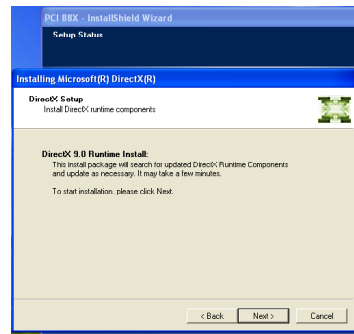 PCI 88X - InstallShield Wizard
Setup Status
Installing Microsoft(R) DirectX(R)
DirectX Setup
Install DirectX runtime components
DirectX 9.0 Runtime Install:
This install package will search for updated DirectX Runtime Components
and update as necessary. It may take a few minutes.
To start installation, please click Next.
< Back Next > Cancel